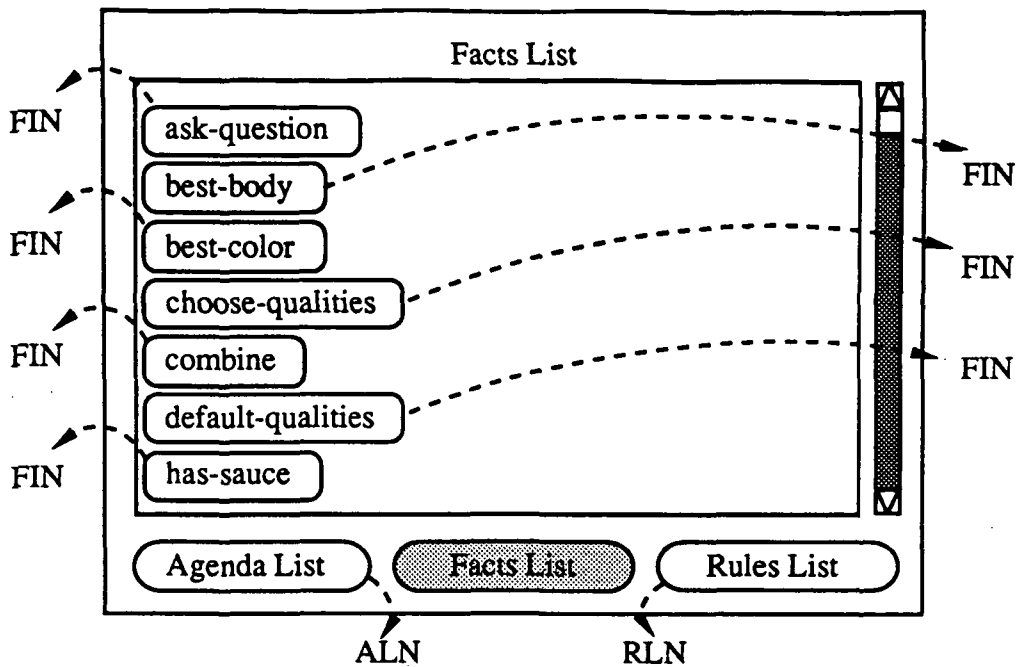 Facts List
FIN
ask-question
best-body
FIN
FIN
best-color
FIN
choose-qualities
FIN
combine
FIN
default-qualities
FIN
has-sauce
Agenda List
Facts List
Rules List
ALN
RLN